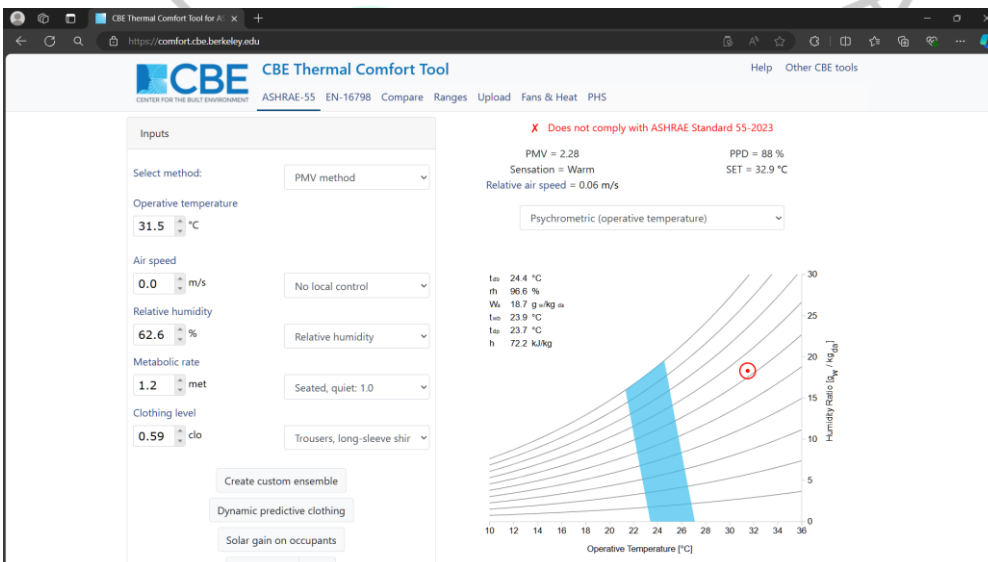 CBE Thermal Comfort Tool for AS
https://comfort.cbe.berkeley.edu
CBE
CENTER FOR THE BUILT ENVIRONMENT
CBE Thermal Comfort Tool
Help Other CBE tools
ASHRAE-55 EN-16798 Compare Ranges Upload Fans & Heat PHS
Inputs
Select method:
PMV method
Operative temperature
31.5 °C
Air speed
0.0 m/s
No local control
Relative humidity
62.6 %
Relative humidity
Metabolic rate
1.2 met
Seated, quiet: 1.0
Clothing level
0.59 clo
Trousers, long-sleeve shir
Create custom ensemble
Dynamic predictive clothing
Solar gain on occupants
✗ Does not comply with ASHRAE Standard 55-2023
PMV = 2.28 PPD = 88 %
Sensation = Warm SET = 32.9 °C
Relative air speed = 0.06 m/s
Psychrometric (operative temperature)
tdb 24.4 °C
rh 96.6 %
Wa 18.7 g w/kg da
twb 23.9 °C
tdp 23.7 °C
h 72.2 kJ/kg
30
25
20
15
10
5
0
Humidity Ratio [gw / kgda]
10 12 14 16 18 20 22 24 26 28 30 32 34 36
Operative Temperature [°C]